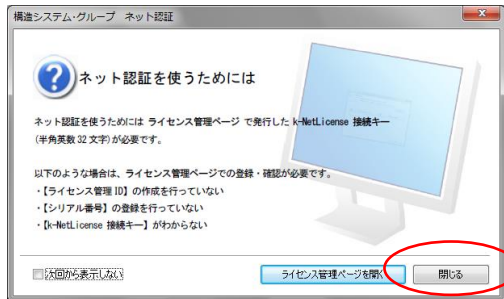 構造システム・グループ ネット認証
ネット認証を使うためには
ネット認証を使うためには ライセンス管理ページ で発行した k-NetLicense 接続キー
(半角英数 32 文字)が必要です。
以下のような場合は、ライセンス管理ページでの登録・確認が必要です。
・【ライセンス管理 ID】の作成を行っていない
・【シリアル番号】の登録を行っていない
・【k-NetLicense 接続キー】がわからない
次回から表示しない
ライセンス管理ページを開く
閉じる